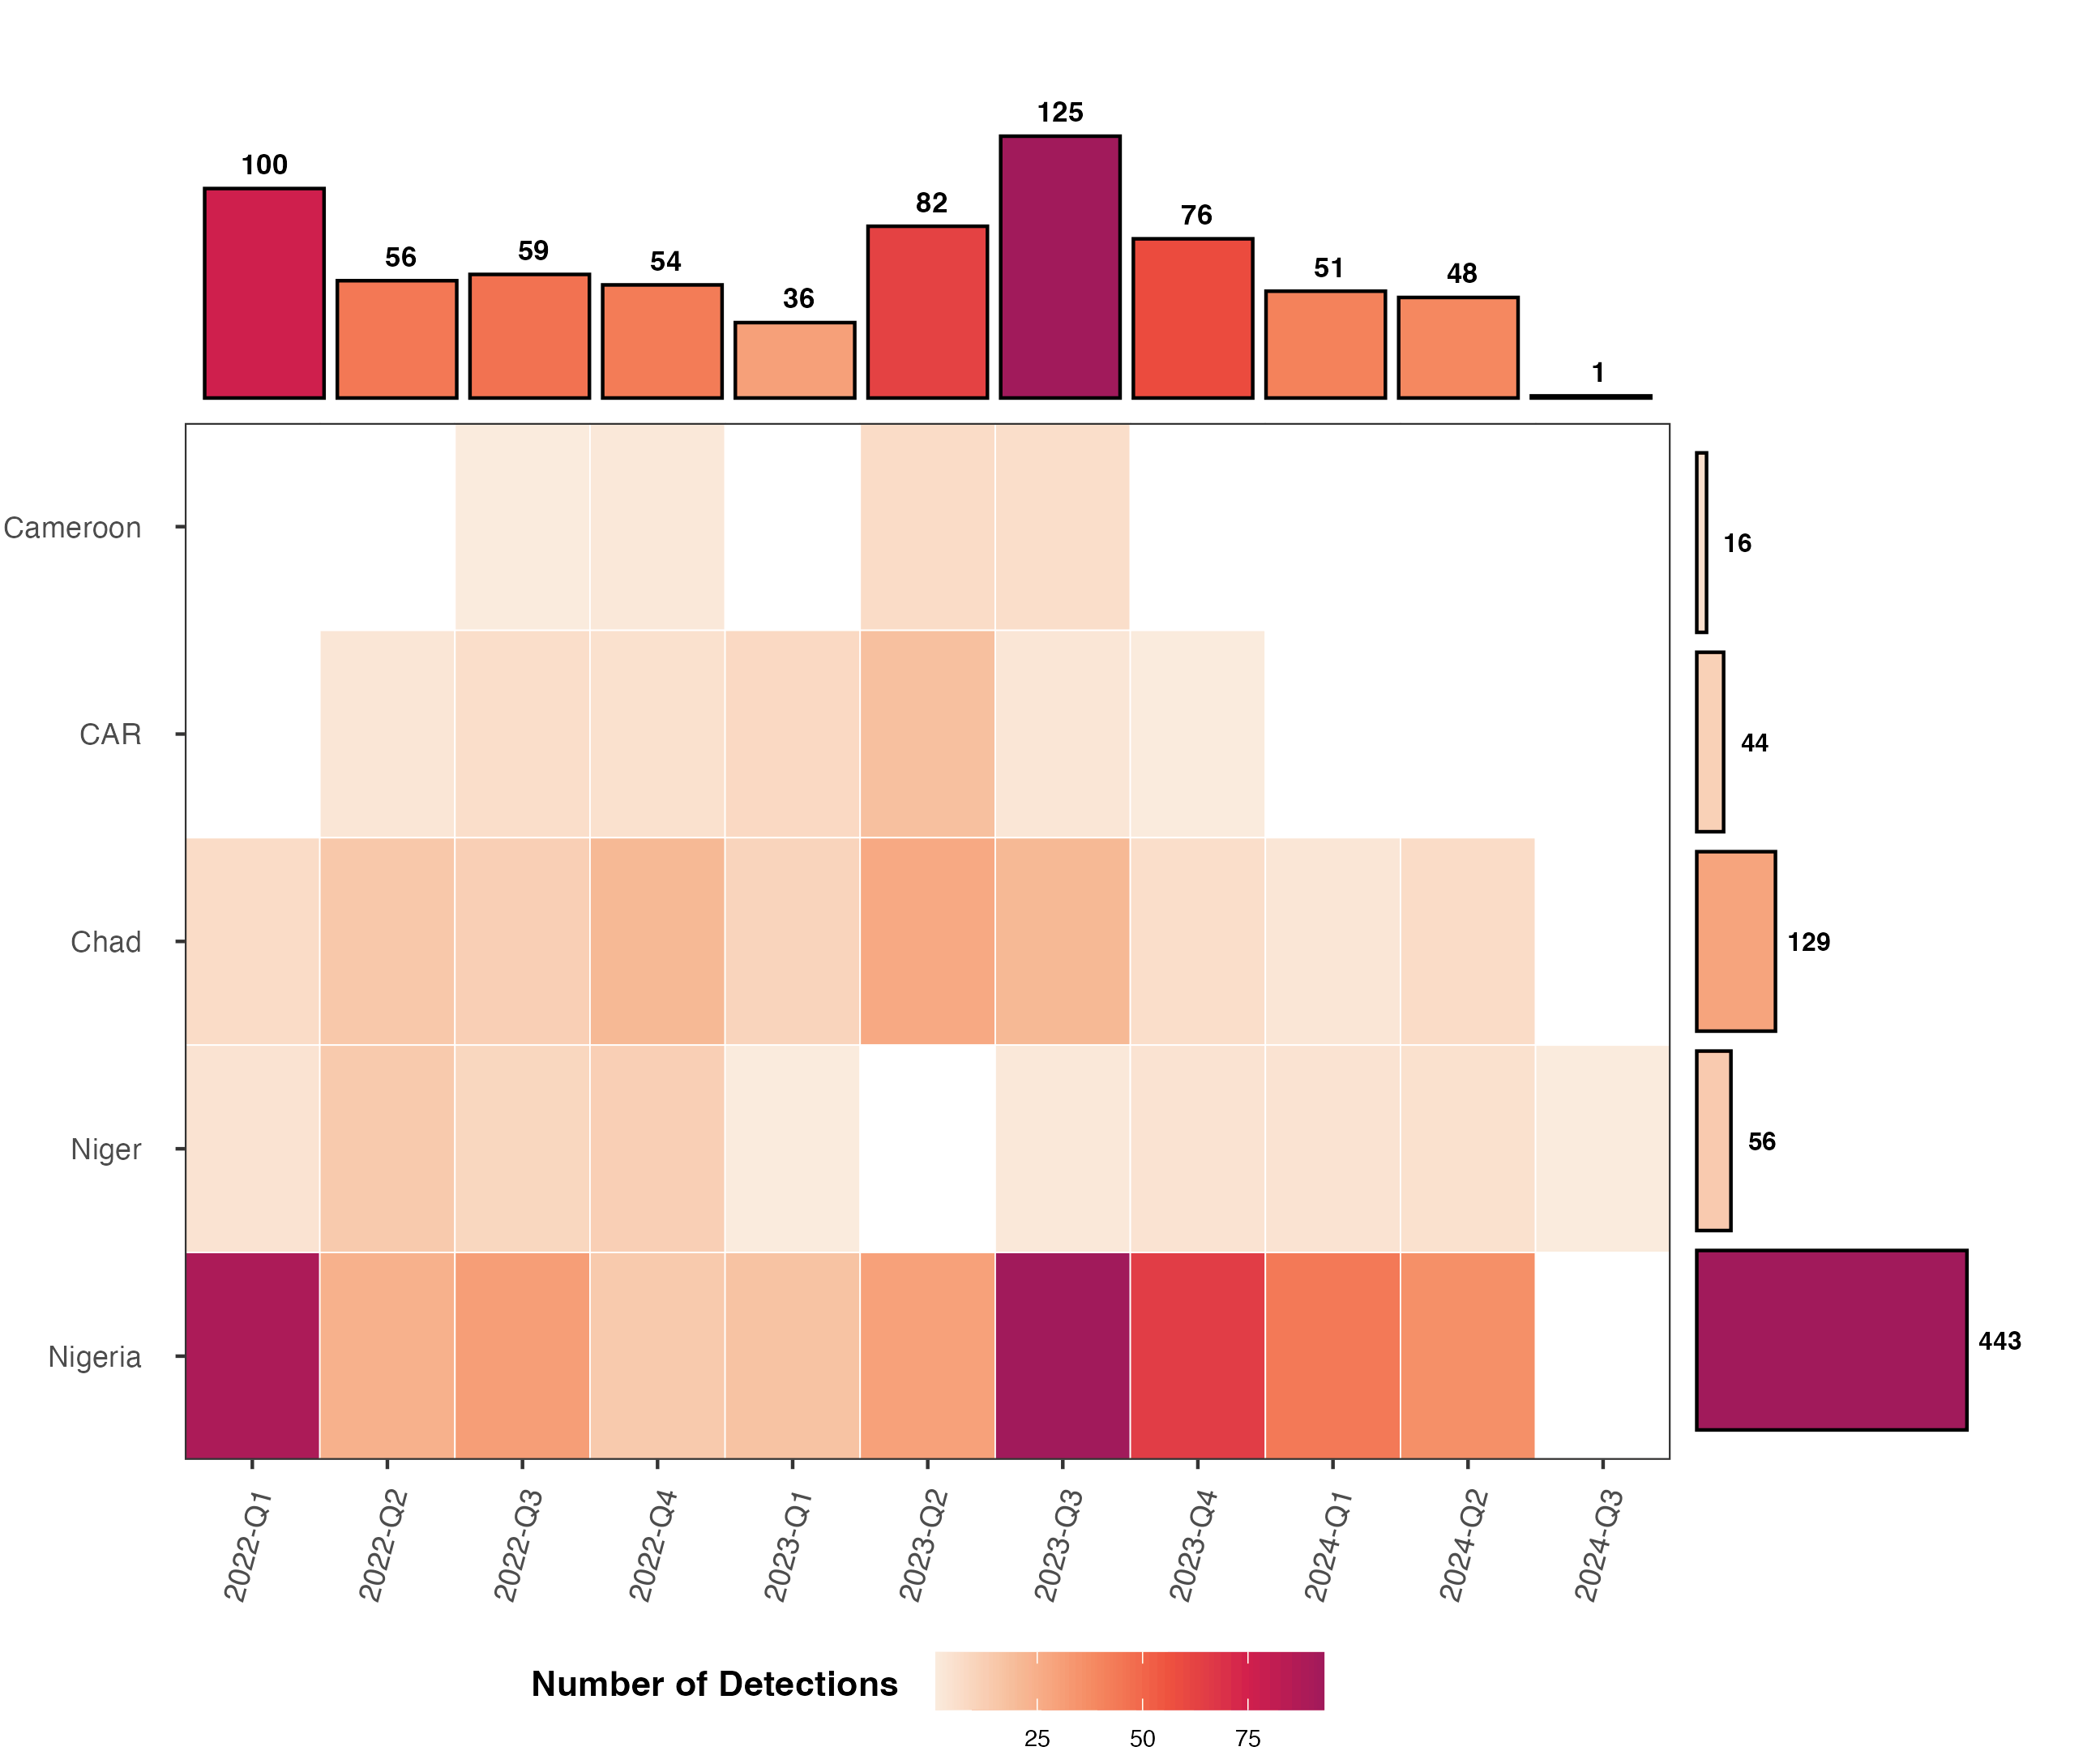 125
100
82
76
59
56
54
51
48
36
1
Cameroon
16
CAR
44
Chad
129
Niger
56
Nigeria
443
2022-Q1
2022-Q2
2022-Q3
2022-Q4
2023-Q1
2023-Q2
2023-Q3
2023-Q4
2024-Q1
2024-Q2
2024-Q3
Number of Detections
25
50
75